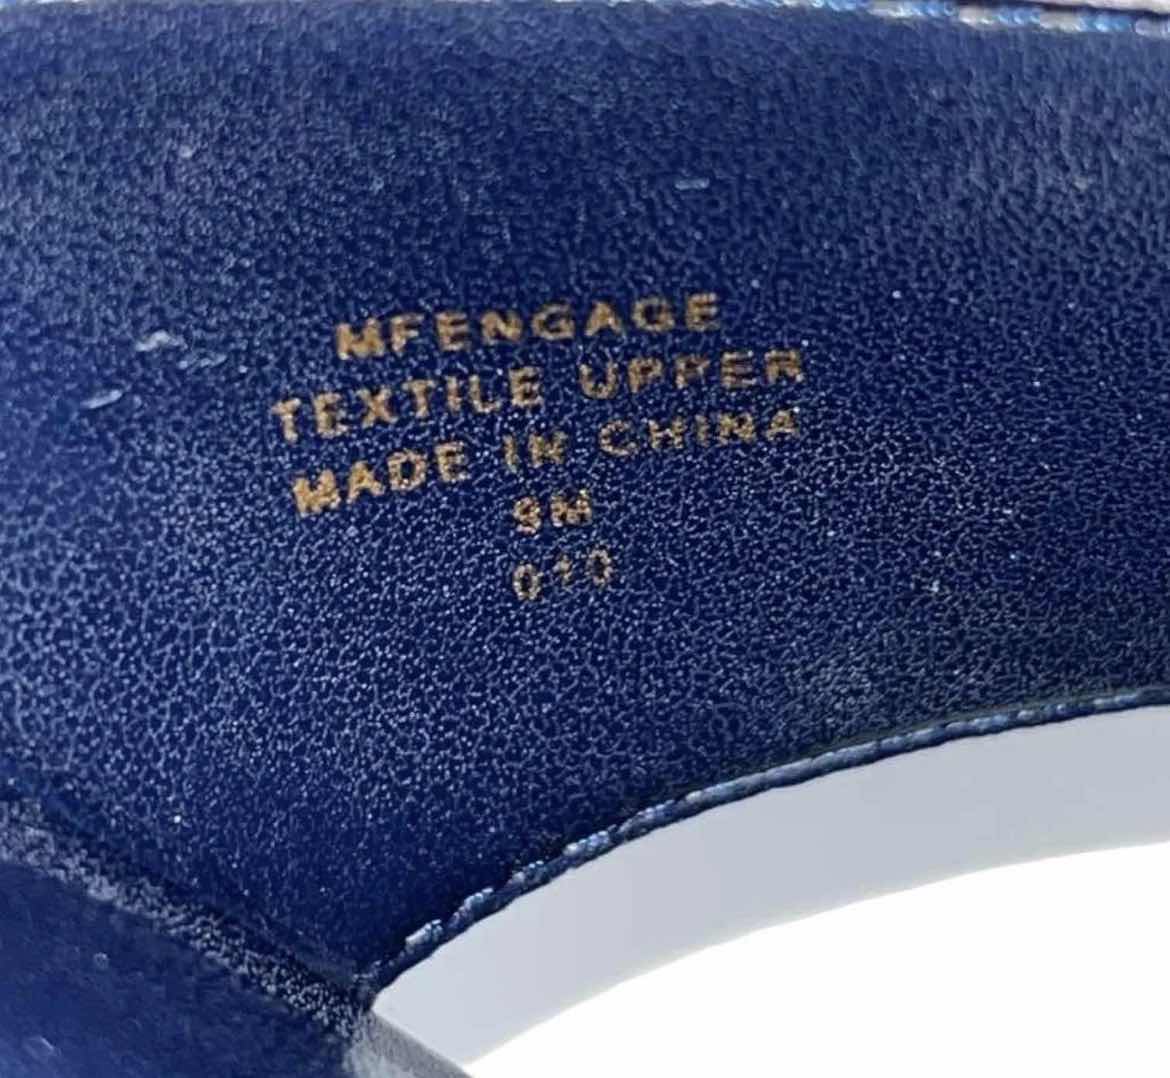 MFENGAGE
TEXTILE UPPER
MADE IN CHINA
9M
010